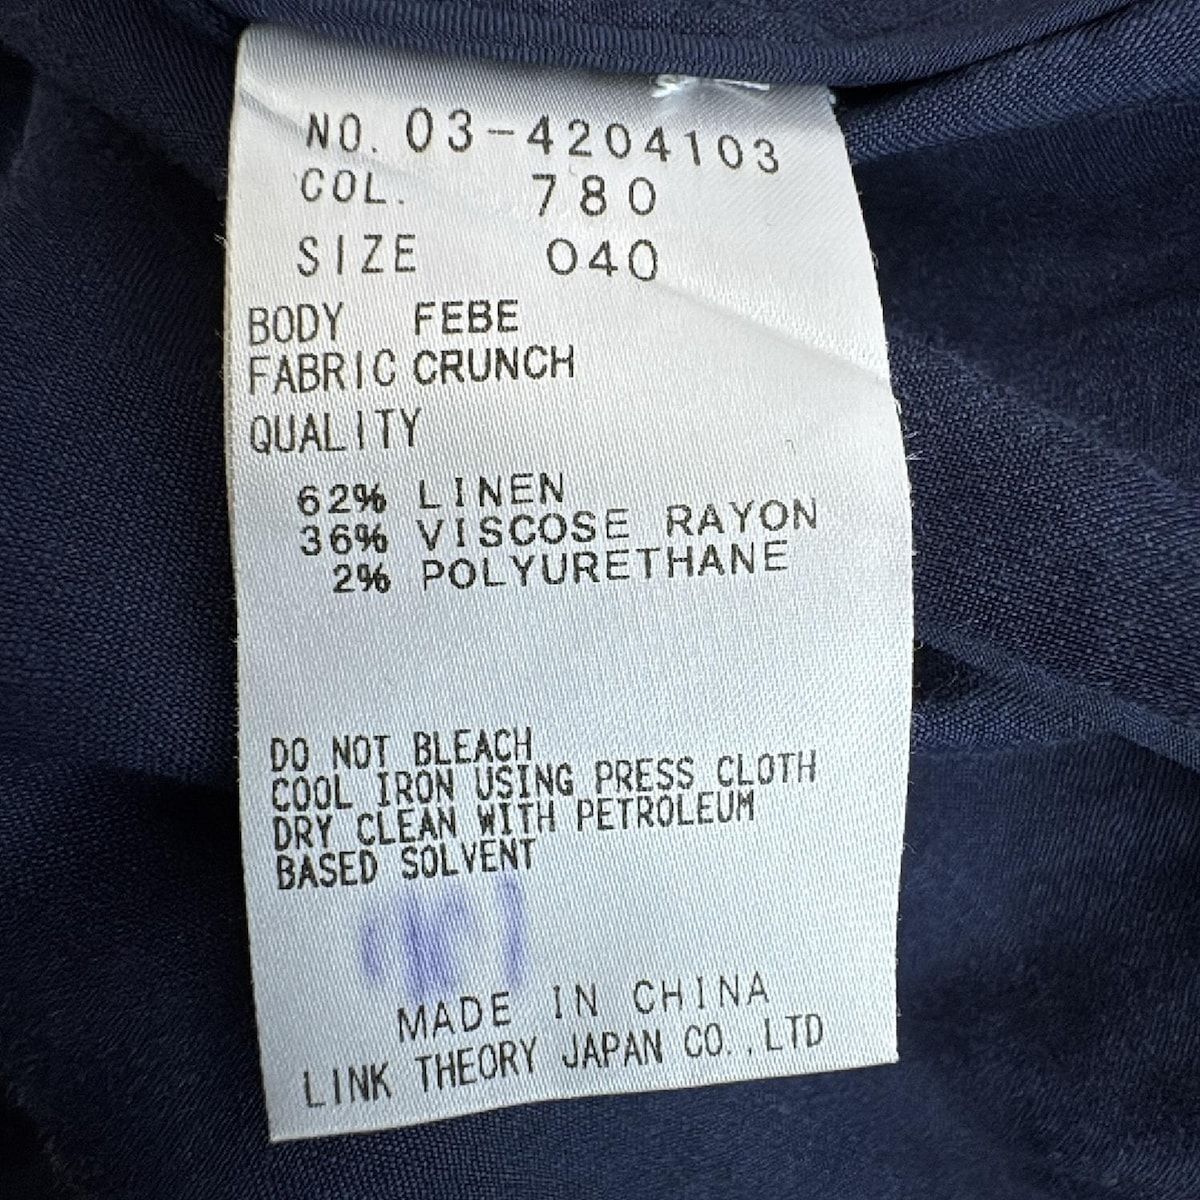 NO. 03-4204103
COL. 780
SIZE 040
BODY FEBE
FABRIC CRUNCH
QUALITY
62% LINEN
36% VISCOSE RAYON
2% POLYURETHANE
DO NOT BLEACH
COOL IRON USING PRESS CLOTH
DRY CLEAN WITH PETROLEUM
BASED SOLVENT
MADE IN CHINA
LINK THEORY JAPAN CO.,LTD